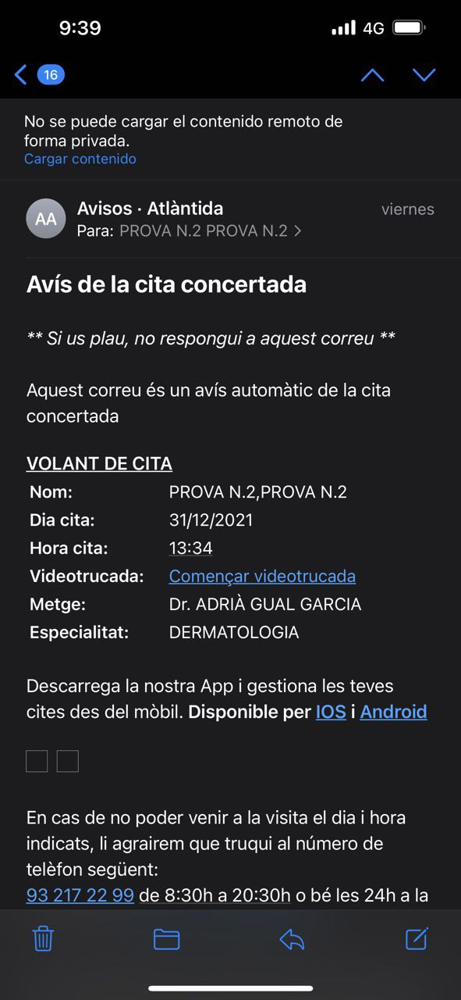 9:39
4G
16
No se puede cargar el contenido remoto de
forma privada.
Cargar contenido
AA
Avisos · Atlàntida
viernes
Para: PROVA N.2 PROVA N.2 >
Avís de la cita concertada
** Si us plau, no respongui a aquest correu **
Aquest correu és un avís automàtic de la cita
concertada
VOLANT DE CITA
Nom: PROVA N.2,PROVA N.2
Dia cita: 31/12/2021
Hora cita: 13:34
Videotrucada: Començar videotrucada
Metge: Dr. ADRIÀ GUAL GARCIA
Especialitat: DERMATOLOGIA
Descarrega la nostra App i gestiona les teves
cites des del mòbil. Disponible per IOS i Android
En cas de no poder venir a la visita el dia i hora
indicats, li agrairem que truqui al número de
telèfon següent:
93 217 22 99 de 8:30h a 20:30h o bé les 24h a la